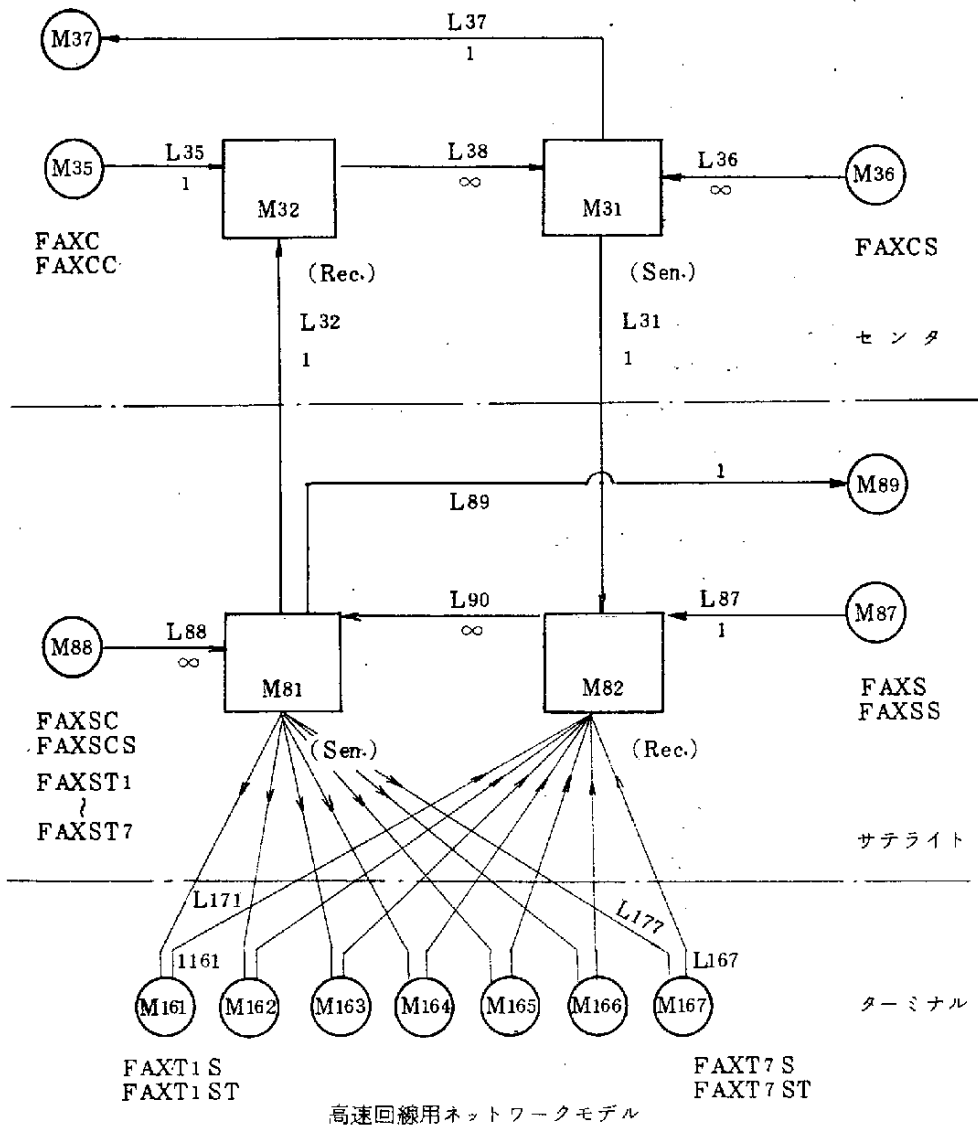 M37
L37
1
M35
L35
1
M32
L38
∞
M31
L36
∞
M36
FAXC
FAXCC
(Rec.)
(Sen.)
FAXCS
L32
1
L31
1
センタ
1
L89
M89
M88
L88
∞
M81
L90
∞
M82
L87
1
M87
FAXSC
FAXSCS
FAXST1
~
FAXST7
(Sen.)
(Rec.)
FAXS
FAXSS
サテライト
L171
1161
L177
L167
M161
M162
M163
M164
M165
M166
M167
ターミナル
FAXT1S
FAXT1ST
FAXT7S
FAXT7ST
高速回線用ネットワークモデル